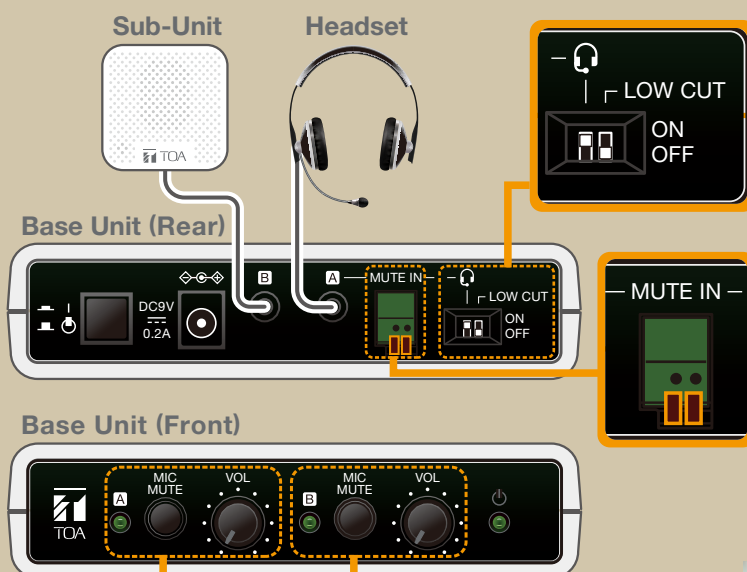 Sub-Unit
Headset
TOA
LOW CUT
ON
OFF
Base Unit (Rear)
DC9V
0.2A
B
A
MUTE IN
LOW CUT
ON
OFF
MUTE IN
Base Unit (Front)
TOA
A
MIC
MUTE
VOL
B
MIC
MUTE
VOL